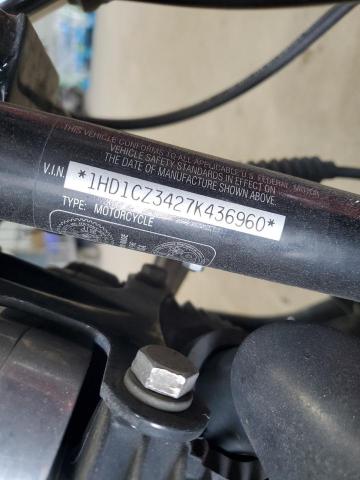 THIS VEHICLE CONFORMS TO ALL APPLICABLE U.S. FEDERAL MOTOR
VEHICLE SAFETY STANDARDS IN EFFECT ON
THE DATE OF MANUFACTURE SHOWN ABOVE.
V.I.N. *1HD1CZ3427K436960*
TYPE: MOTORCYCLE